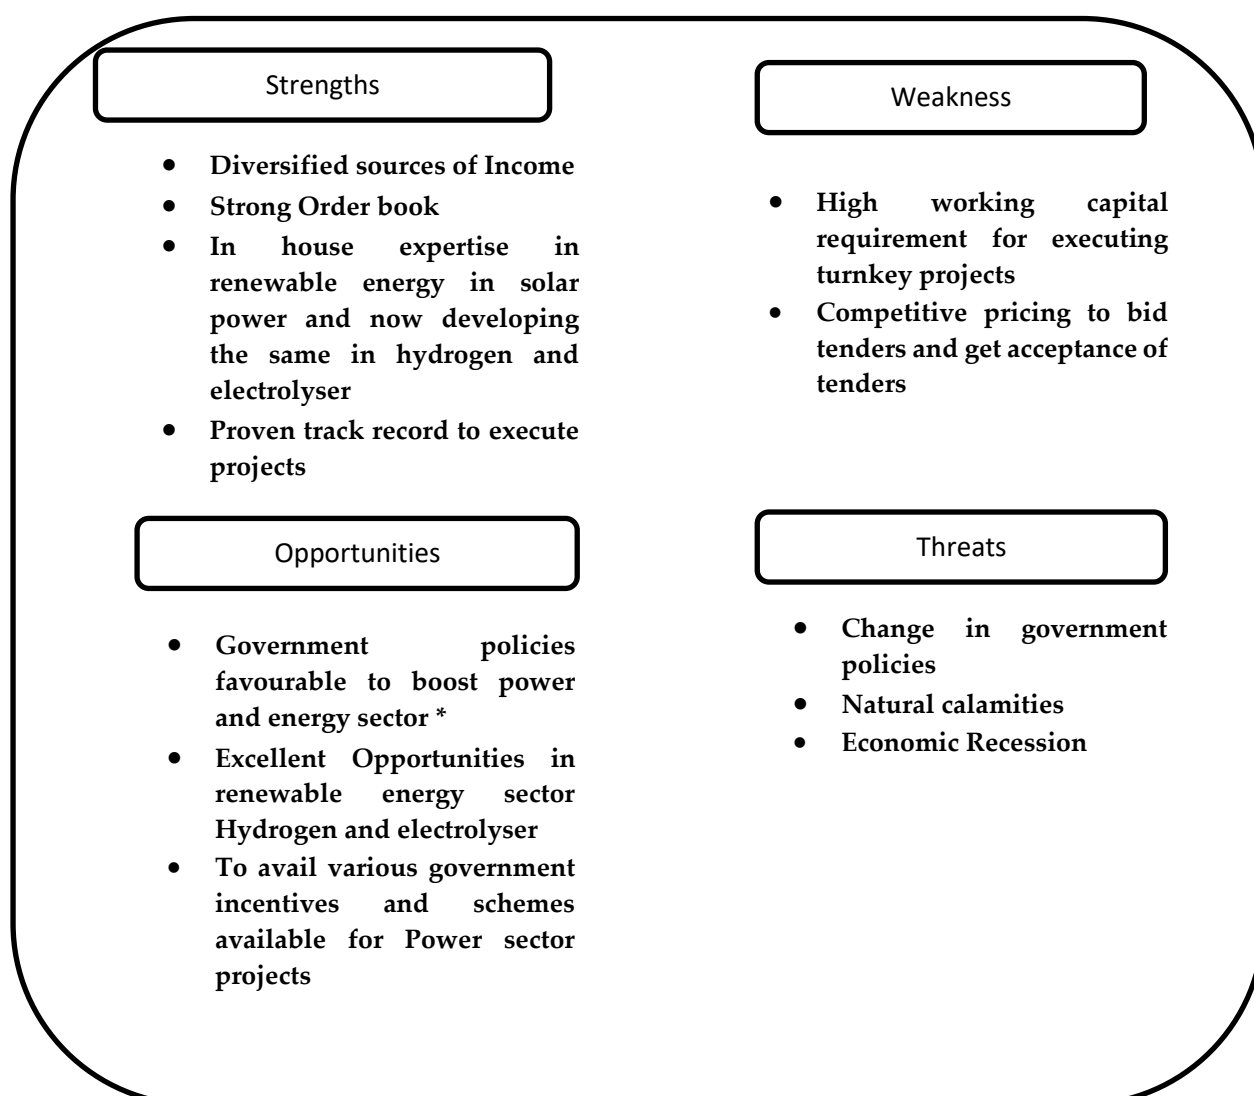 Strengths
• Diversified sources of Income
• Strong Order book
• In house expertise in
renewable energy in solar
power and now developing
the same in hydrogen and
electrolyser
• Proven track record to execute
projects
Weakness
• High working capital
requirement for executing
turnkey projects
• Competitive pricing to bid
tenders and get acceptance of
tenders
Opportunities
• Government policies
favourable to boost power
and energy sector *
• Excellent Opportunities in
renewable energy sector
Hydrogen and electrolyser
• To avail various government
incentives and schemes
available for Power sector
projects
Threats
• Change in government
policies
• Natural calamities
• Economic Recession